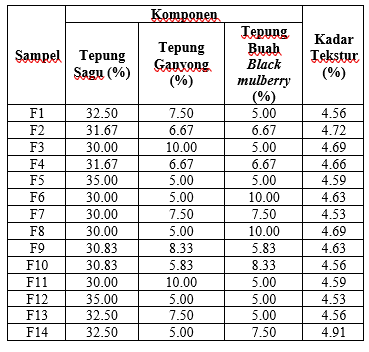 Sampel Komponen Kadar Tekstur (%)
Tepung Sagu (%) Tepung Ganyong (%) Tepung Buah Black mulberry (%)
F1 32.50 7.50 5.00 4.56
F2 31.67 6.67 6.67 4.72
F3 30.00 10.00 5.00 4.69
F4 31.67 6.67 6.67 4.66
F5 35.00 5.00 5.00 4.59
F6 30.00 5.00 10.00 4.63
F7 30.00 7.50 7.50 4.53
F8 30.00 5.00 10.00 4.69
F9 30.83 8.33 5.83 4.63
F10 30.83 5.83 8.33 4.56
F11 30.00 10.00 5.00 4.59
F12 35.00 5.00 5.00 4.53
F13 32.50 7.50 5.00 4.56
F14 32.50 5.00 7.50 4.91